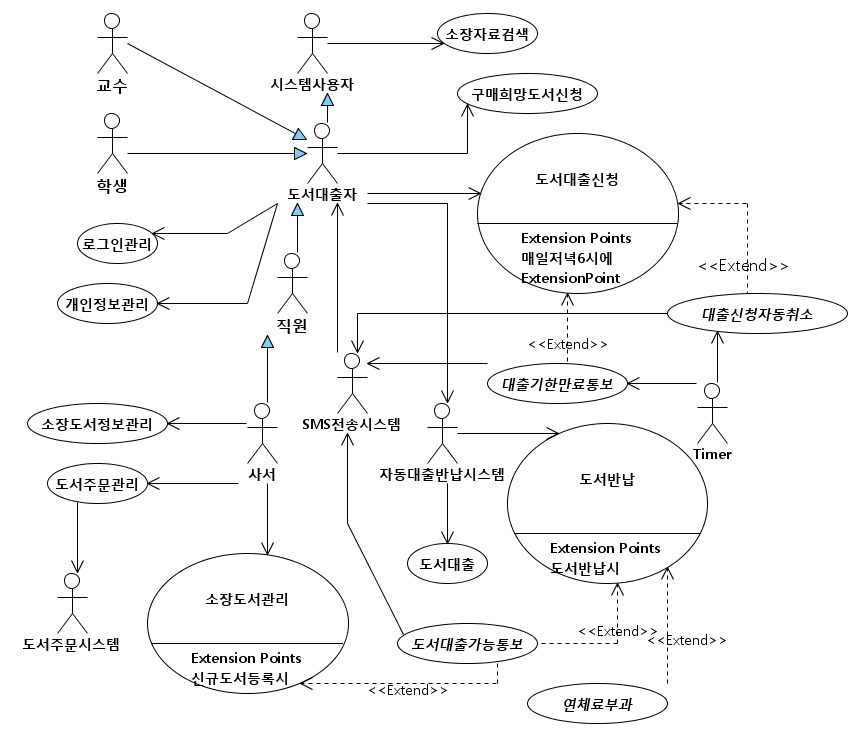 소장자료검색
교수
시스템사용자
구매희망도서신청
학생
도서대출자
도서대출신청
로그인관리
Extension Points
매일저녁6시에
ExtensionPoint
<<Extend>>
개인정보관리
직원
대출신청자동취소
<<Extend>>
대출기한만료통보
소장도서정보관리
SMS전송시스템
Timer
사서
자동대출반납시스템
도서반납
도서주문관리
Extension Points
도서반납시
도서대출
소장도서관리
도서주문시스템
도서대출가능통보
<<Extend>>
<<Extend>>
Extension Points
신규도서등록시
<<Extend>>
연체료부과